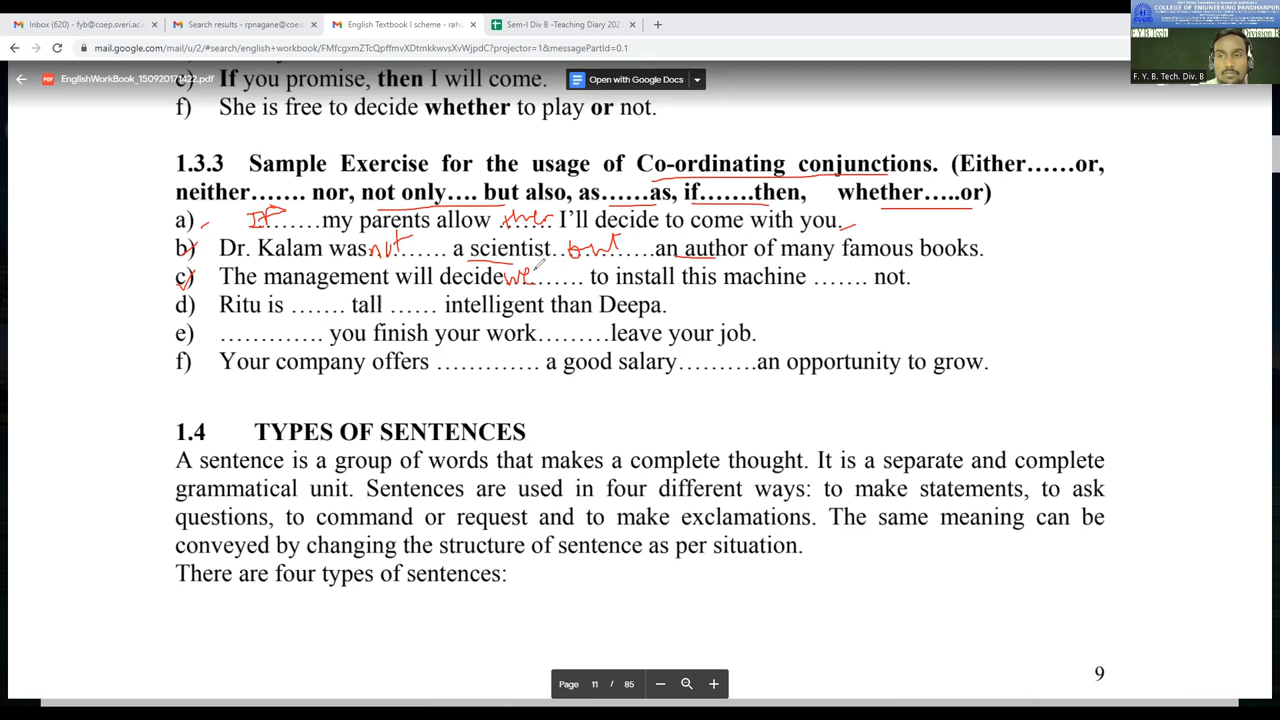 Inbox (620) - fyb@coep.sveri.ac. × Search results - rpnagane@coe.p × English Textbook I scheme - rahu × Sem-I Div B -Teaching Diary 202 × +
mail.google.com/mail/u/2/#search/english+workbook/FMfcgxmZTcQpffmvXDtmkkwvsXvWjpdC?projector=1&messagePartId=0.1
COLLEGE OF ENGINEERING PANDHARPUR
F.Y.B Tech Division B
F. Y. B. Tech. Div. B
PDF EnglishWorkBook_150920171422.pdf Open with Google Docs
e) If you promise, then I will come.
f) She is free to decide whether to play or not.
1.3.3 Sample Exercise for the usage of Co-ordinating conjunctions. (Either……or,
neither……. nor, not only…. but also, as……as, if…….then, whether…..or)
a) If…….my parents allow then I'll decide to come with you.
b) Dr. Kalam was not……. a scientist. but ……an author of many famous books.
c) The management will decide we…… to install this machine ……. not.
d) Ritu is ……. tall …… intelligent than Deepa.
e) …………. you finish your work………leave your job.
f) Your company offers …………. a good salary……….an opportunity to grow.
1.4 TYPES OF SENTENCES
A sentence is a group of words that makes a complete thought. It is a separate and complete
grammatical unit. Sentences are used in four different ways: to make statements, to ask
questions, to command or request and to make exclamations. The same meaning can be
conveyed by changing the structure of sentence as per situation.
There are four types of sentences:
9
Page 11 / 85